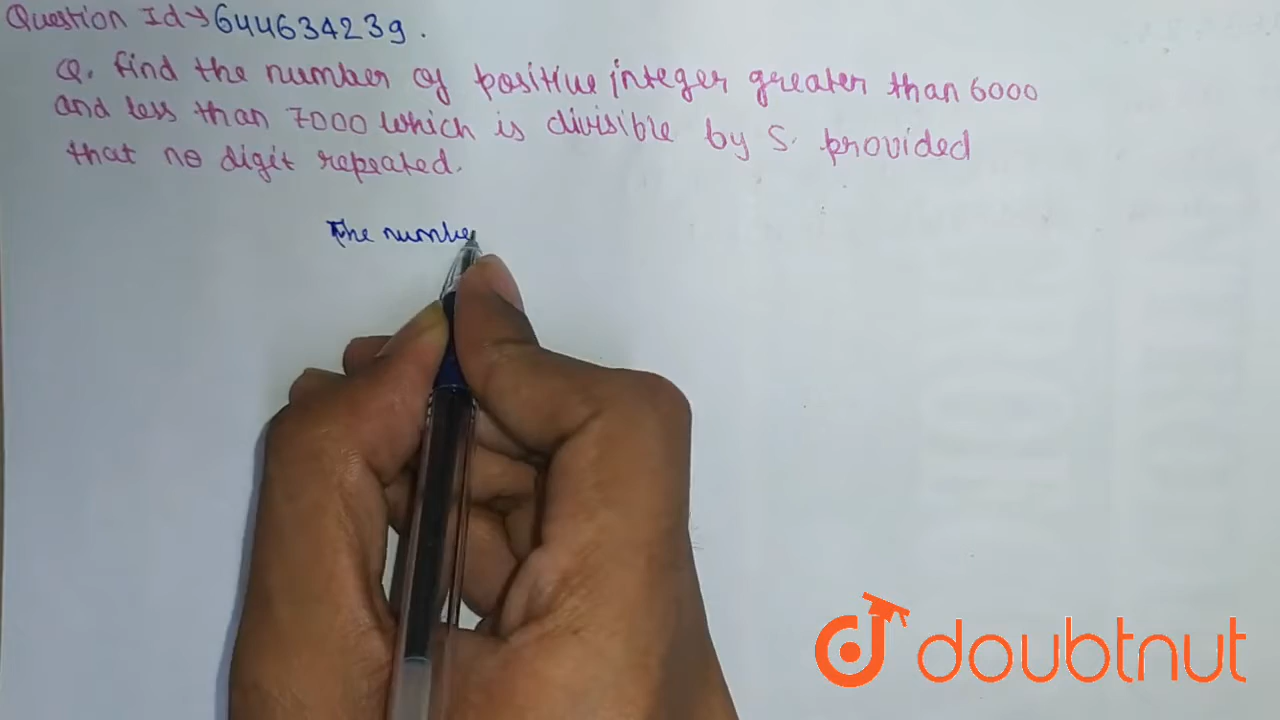 Question Id→644634239.
Q. find the number of positive integer greater than 6000
and less than 7000 which is divisible by 5. provided
that no digit repeated.
The numbe
doubtnut